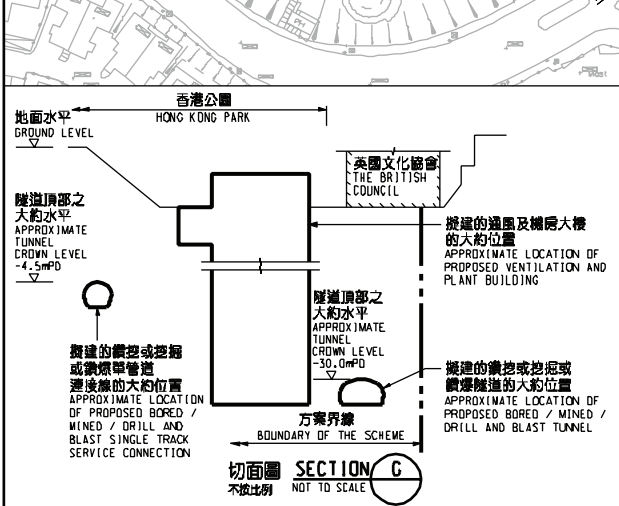 香港公園
HONG KONG PARK
地面水平
GROUND LEVEL
英國文化協會
THE BRITISH
COUNCIL
隧道頂部之
大約水平
APPROXIMATE
TUNNEL
CROWN LEVEL
-4.5mPD
擬建的通風及機房大樓
的大約位置
APPROXIMATE LOCATION OF
PROPOSED VENTILATION AND
PLANT BUILDING
隧道頂部之
大約水平
APPROXIMATE
TUNNEL
CROWN LEVEL
-30.0mPD
擬建的鑽挖或挖掘
或鑽爆單管道
連接線的大約位置
APPROXIMATE LOCATION
OF PROPOSED BORED /
MINED / DRILL AND
BLAST SINGLE TRACK
SERVICE CONNECTION
擬建的鑽挖或挖掘或
鑽爆隧道的大約位置
APPROXIMATE LOCATION OF
PROPOSED BORED / MINED /
DRILL AND BLAST TUNNEL
方案界線
BOUNDARY OF THE SCHEME
切面圖 SECTION G
不按比例 NOT TO SCALE